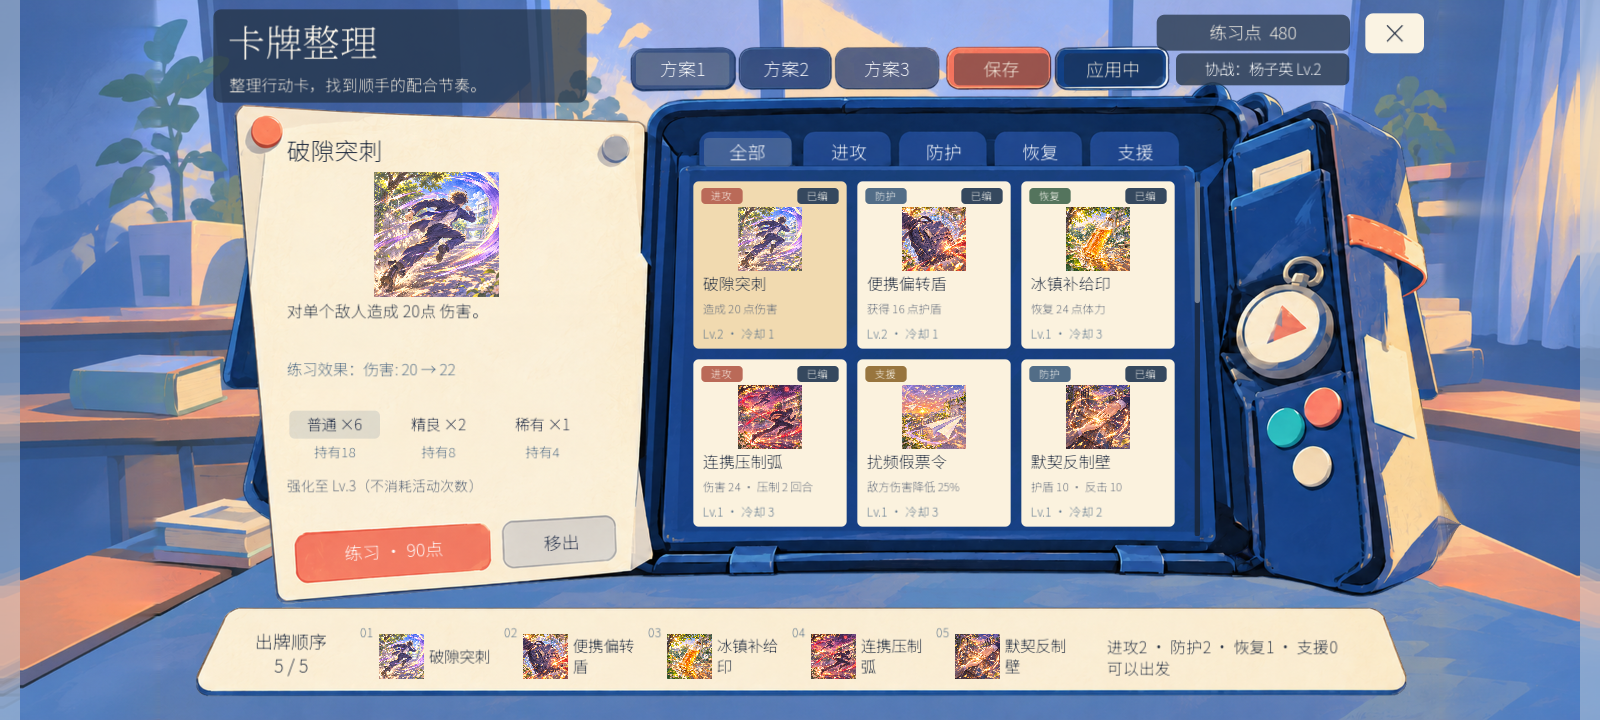 卡牌整理
整理行动卡，找到顺手的配合节奏。
方案1
方案2
方案3
保存
应用中
练习点 480
协战：杨子英 Lv.2
破隙突刺
对单个敌人造成 20点 伤害。
练习效果：伤害: 20 → 22
普通 ×6
精良 ×2
稀有 ×1
持有18
持有8
持有4
强化至 Lv.3（不消耗活动次数）
练习 · 90点
移出
全部
进攻
防护
恢复
支援
进攻
已编
破隙突刺
造成 20 点伤害
Lv.2 · 冷却 1
防护
已编
便携偏转盾
获得 16 点护盾
Lv.2 · 冷却 1
恢复
已编
冰镇补给印
恢复 24 点体力
Lv.1 · 冷却 3
进攻
已编
连携压制弧
伤害 24 · 压制 2 回合
Lv.1 · 冷却 3
支援
扰频假票令
敌方伤害降低 25%
Lv.1 · 冷却 3
防护
已编
默契反制壁
护盾 10 · 反击 10
Lv.1 · 冷却 2
出牌顺序
5 / 5
01
破隙突刺
02
便携偏转
盾
03
冰镇补给
印
04
连携压制
弧
05
默契反制
壁
进攻2 · 防护2 · 恢复1 · 支援0
可以出发